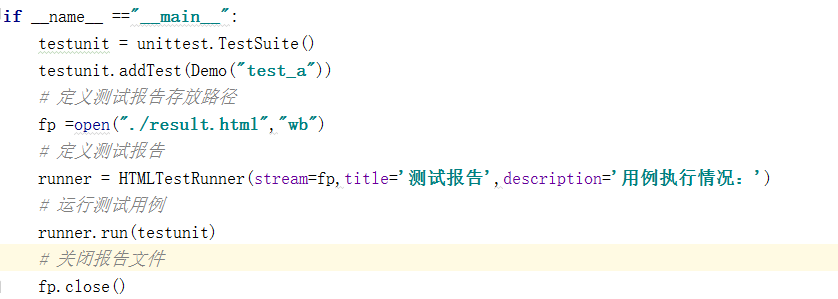 if __name__ =="__main__":
    testunit = unittest.TestSuite()
    testunit.addTest(Demo("test_a"))
    # 定义测试报告存放路径
    fp =open("./result.html","wb")
    # 定义测试报告
    runner = HTMLTestRunner(stream=fp,title='测试报告',description='用例执行情况：')
    # 运行测试用例
    runner.run(testunit)
    # 关闭报告文件
    fp.close()